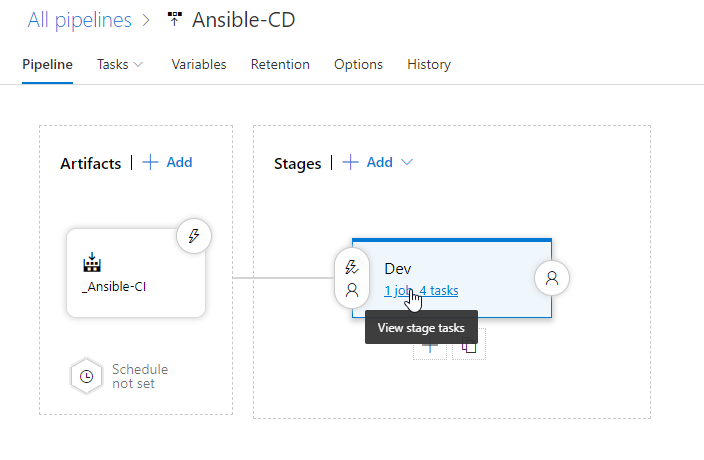 All pipelines > Ansible-CD
Pipeline Tasks Variables Retention Options History
Artifacts | + Add
Stages | + Add
_Ansible-CI
Schedule
not set
Dev
1 job, 4 tasks
View stage tasks